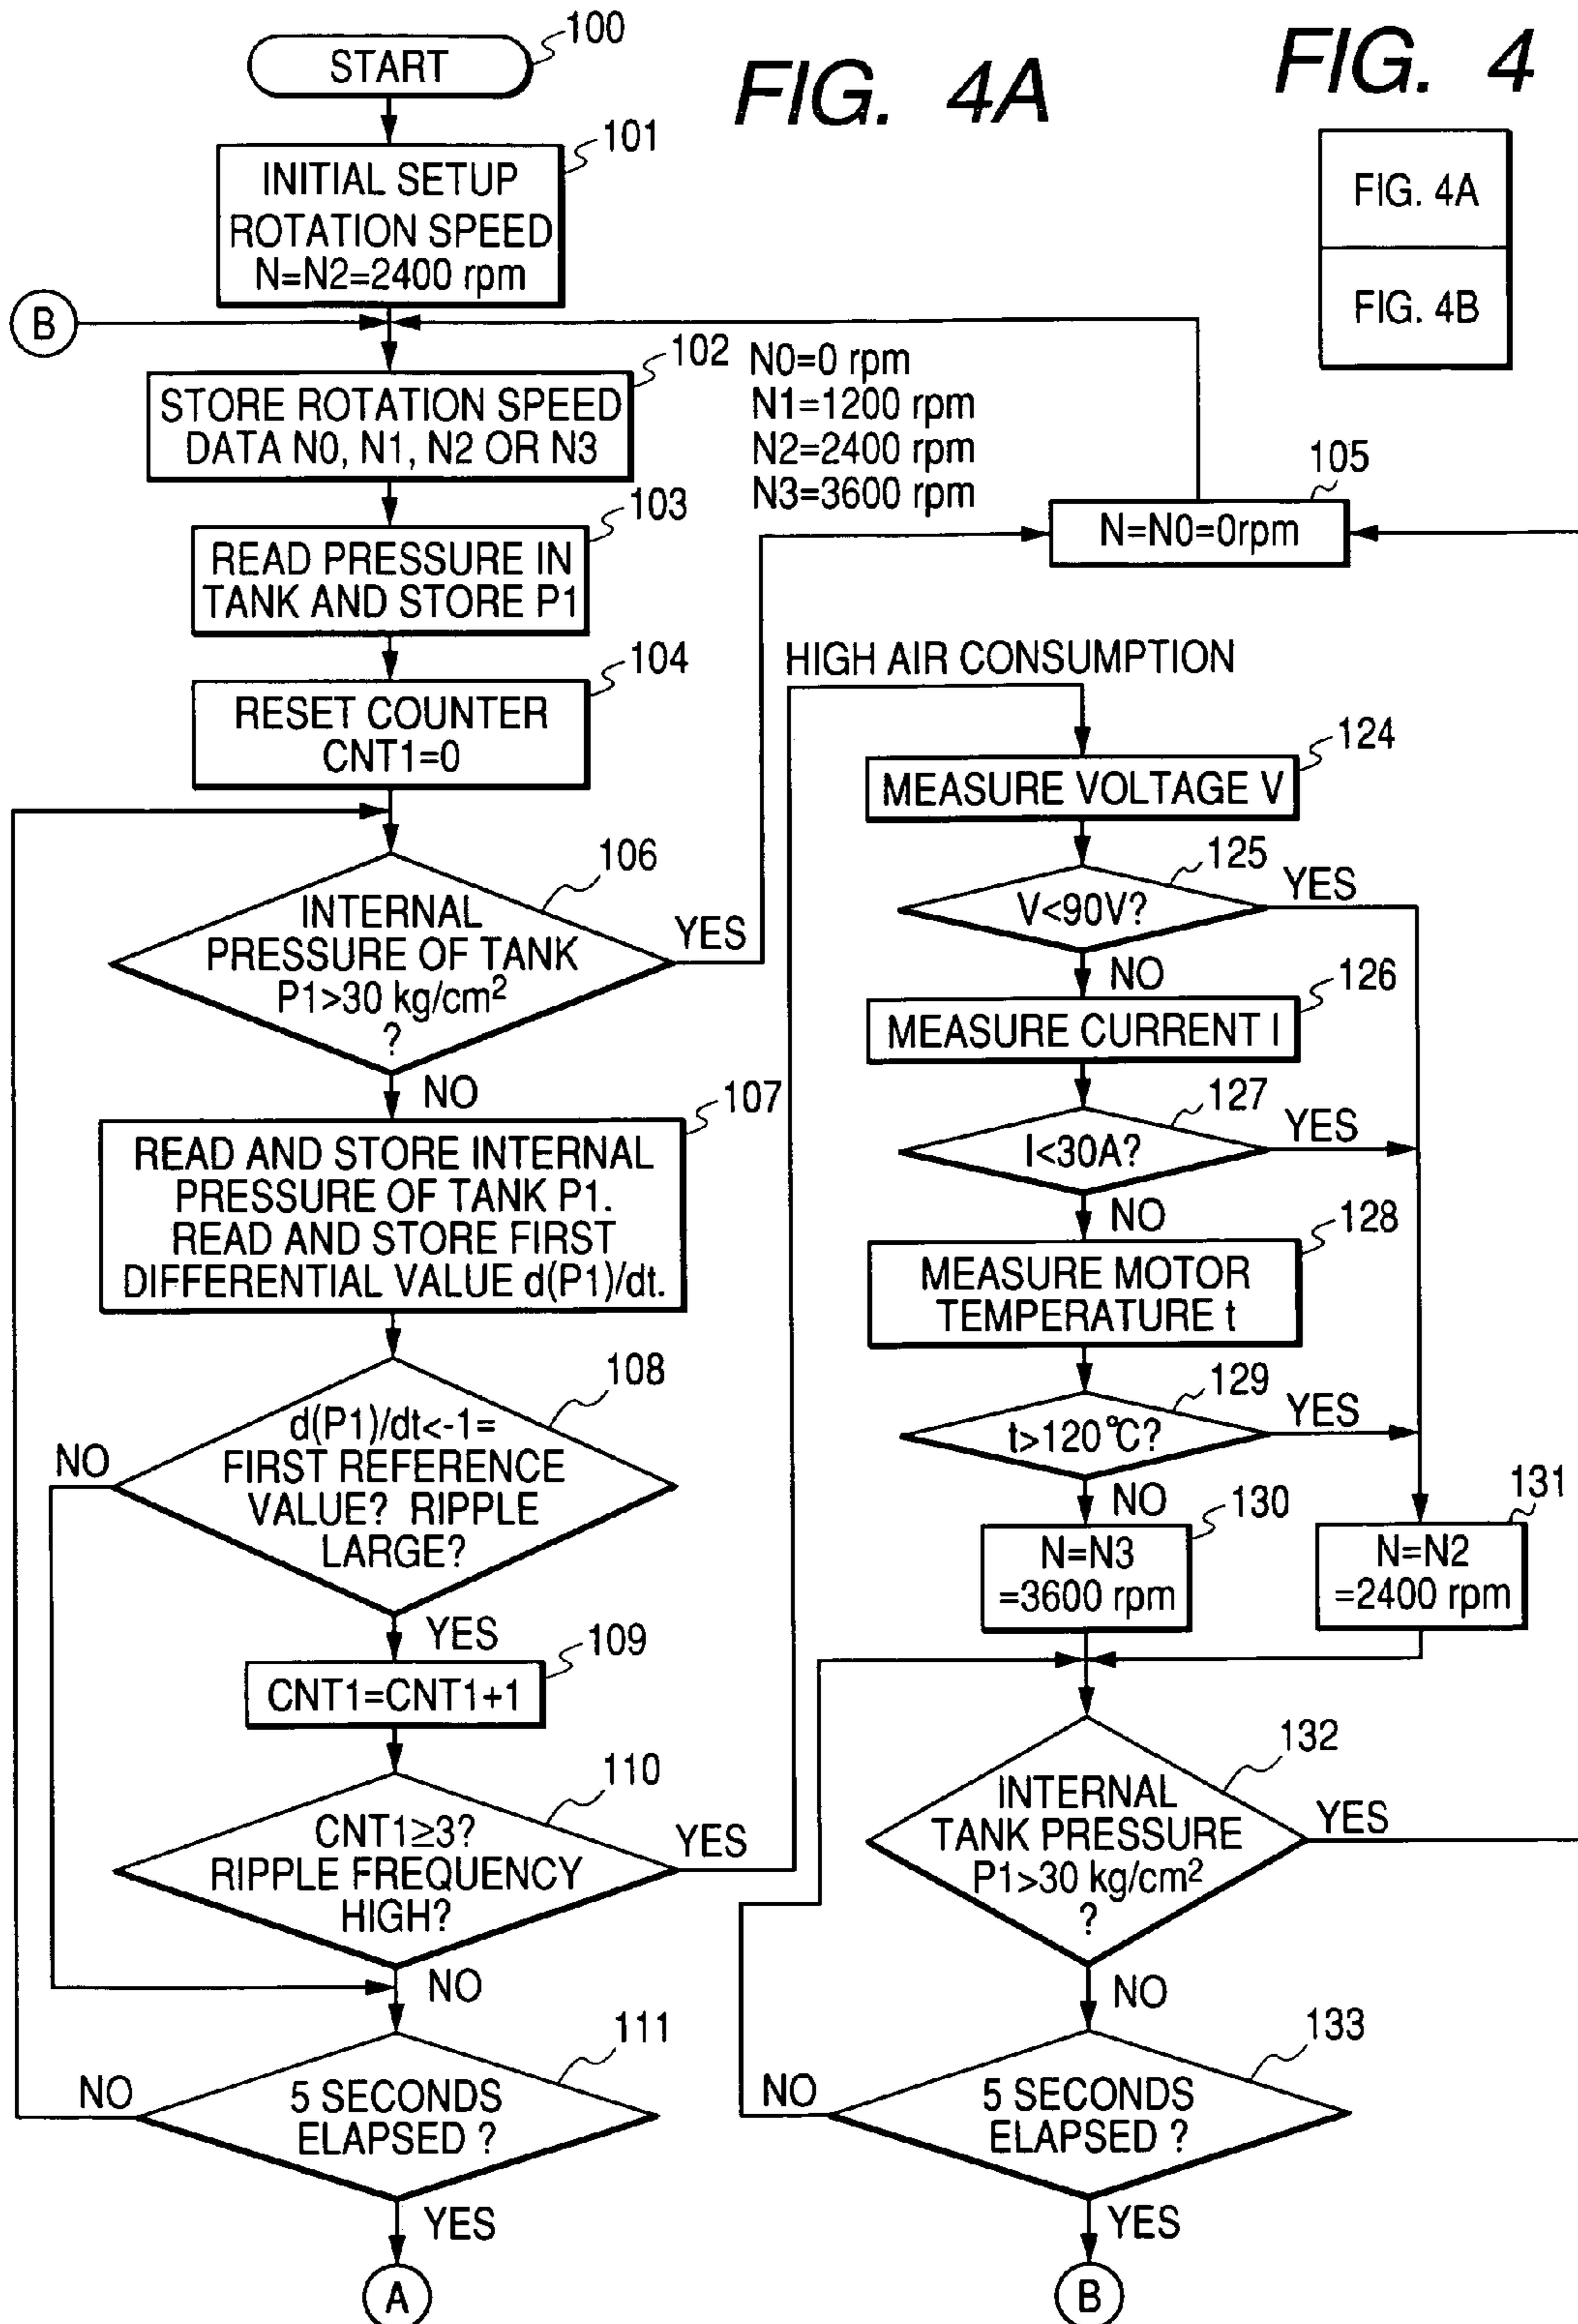 FIG. 4A
FIG. 4
FIG. 4A
FIG. 4B
START
100
INITIAL SETUP
ROTATION SPEED
N=N2=2400 rpm
101
B
STORE ROTATION SPEED
DATA N0, N1, N2 OR N3
102
N0=0 rpm
N1=1200 rpm
N2=2400 rpm
N3=3600 rpm
READ PRESSURE IN
TANK AND STORE P1
103
RESET COUNTER
CNT1=0
104
N=N0=0rpm
105
INTERNAL
PRESSURE OF TANK
P1>30 kg/cm²
?
106
YES
NO
READ AND STORE INTERNAL
PRESSURE OF TANK P1.
READ AND STORE FIRST
DIFFERENTIAL VALUE d(P1)/dt.
107
d(P1)/dt<-1=
FIRST REFERENCE
VALUE? RIPPLE
LARGE?
108
NO
YES
CNT1=CNT1+1
109
CNT1≥3?
RIPPLE FREQUENCY
HIGH?
110
YES
NO
5 SECONDS
ELAPSED ?
111
NO
YES
A
HIGH AIR CONSUMPTION
MEASURE VOLTAGE V
124
V<90V?
125
YES
NO
MEASURE CURRENT I
126
I<30A?
127
YES
NO
MEASURE MOTOR
TEMPERATURE t
128
t>120℃?
129
YES
NO
N=N3
=3600 rpm
130
N=N2
=2400 rpm
131
INTERNAL
TANK PRESSURE
P1>30 kg/cm²
?
132
YES
NO
5 SECONDS
ELAPSED ?
133
NO
YES
B